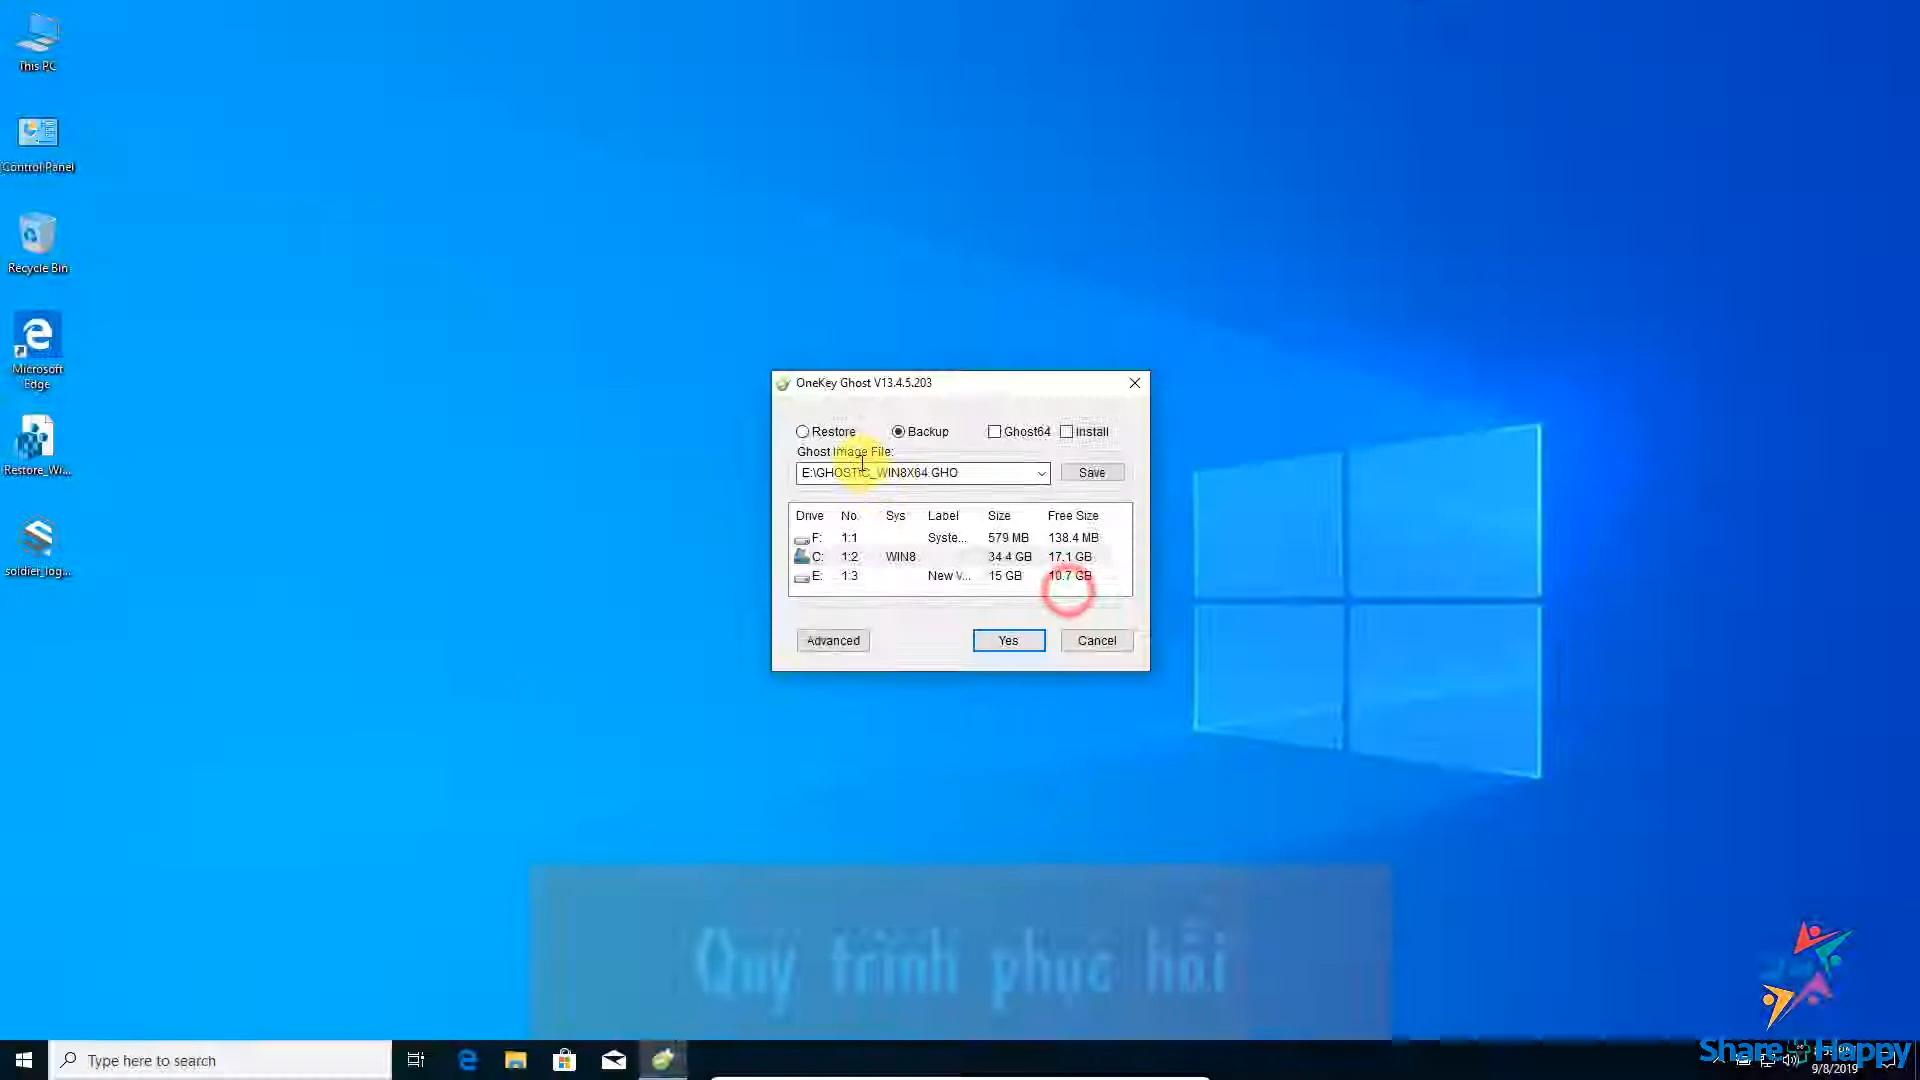 This PC
Control Panel
Recycle Bin
Microsoft
Edge
Restore_Wi...
soldier_log...
OneKey Ghost V13.4.5.203
Restore Backup Ghost64 Install
Ghost Image File:
E:\GHOST\C_WIN8X64.GHO Save
Drive No. Sys Label Size Free Size
F: 1:1 Syste... 579 MB 138.4 MB
C: 1:2 WIN8 34.4 GB 17.1 GB
E: 1:3 New V... 15 GB 10.7 GB
Advanced Yes Cancel
Quy trình phục hồi
Type here to search
Share Happy
9/8/2019